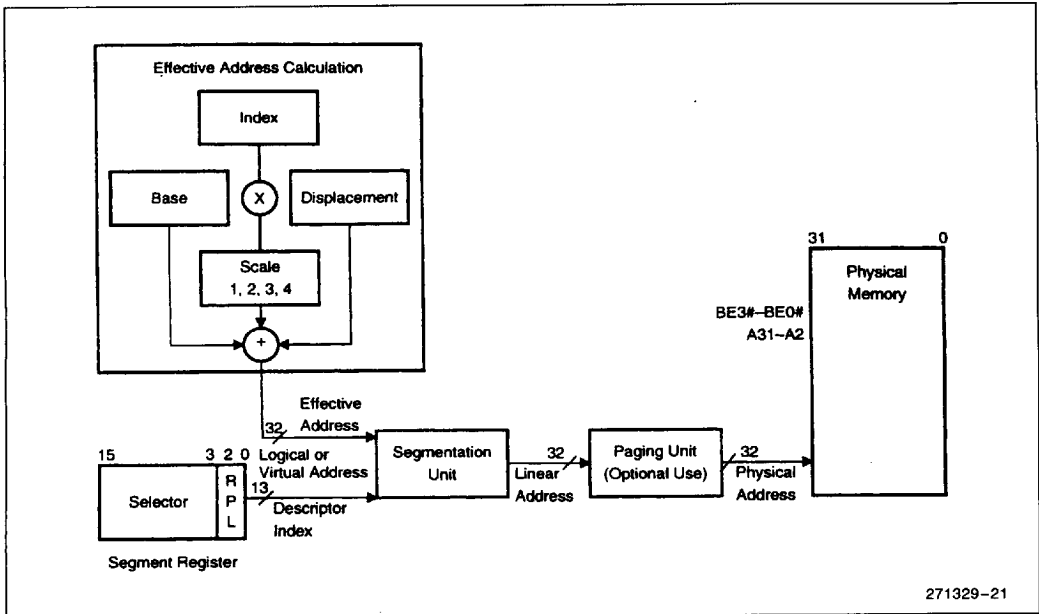 Effective Address Calculation
Index
Base
X
Displacement
Scale
1, 2, 3, 4
+
31 0
Physical
Memory
BE3#–BE0#
A31–A2
Effective
Address
32
Logical or
Virtual Address
Segmentation
Unit
32
Linear
Address
Paging Unit
(Optional Use)
32
Physical
Address
15 3 2 0
Selector
R
P
L
13
Descriptor
Index
Segment Register
271329–21